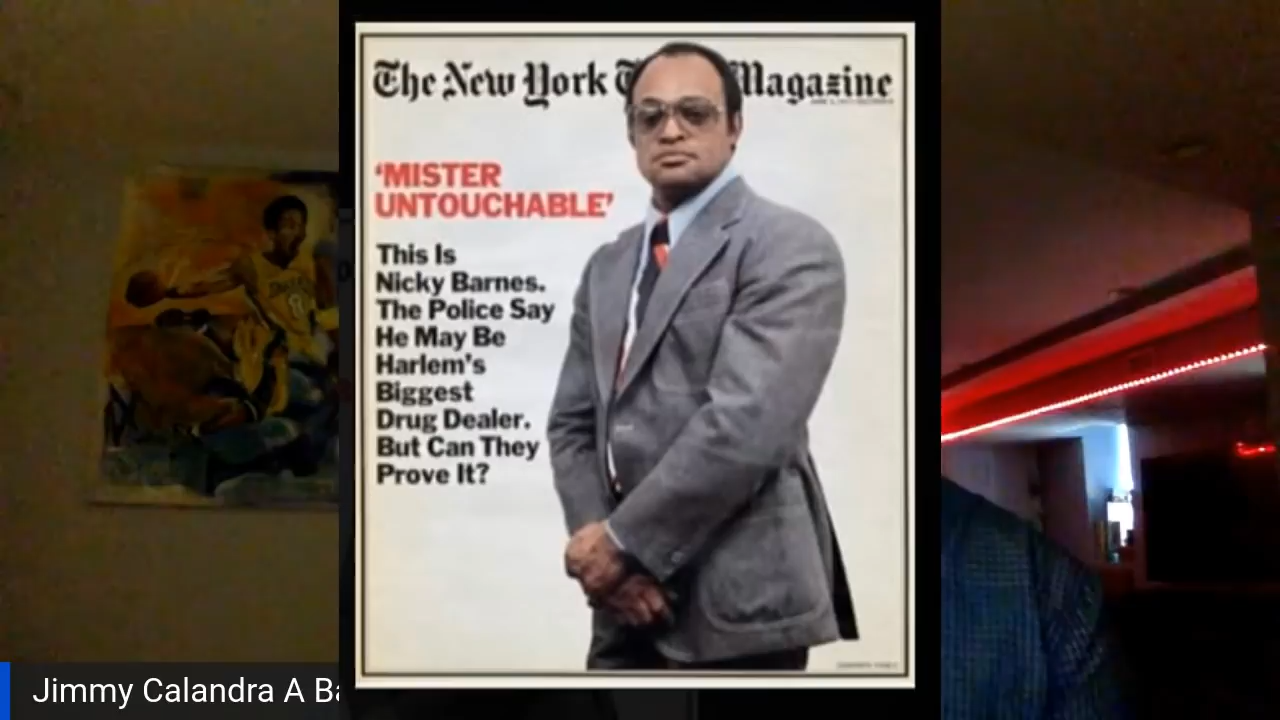 The New York T Magazine
'MISTER
UNTOUCHABLE'
This Is
Nicky Barnes.
The Police Say
He May Be
Harlem's
Biggest
Drug Dealer.
But Can They
Prove It?
8
Jimmy Calandra A Ba